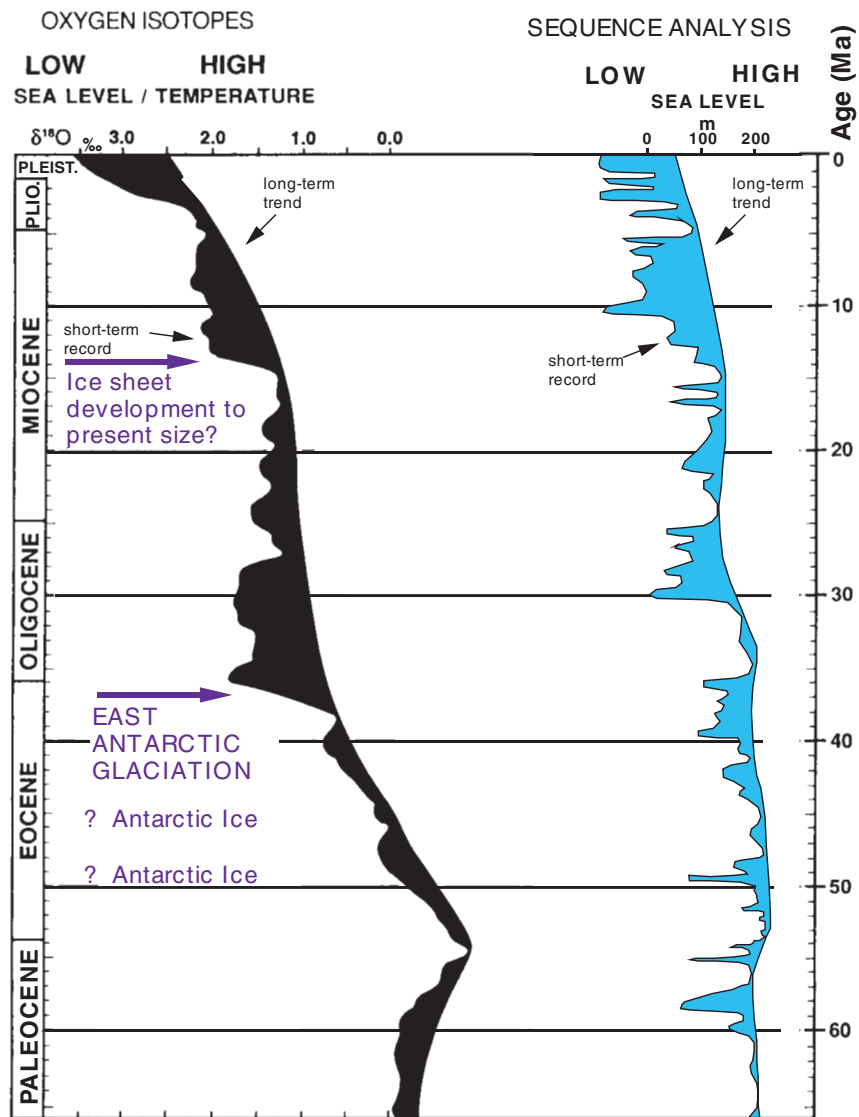 OXYGEN ISOTOPES
SEQUENCE ANALYSIS
LOW HIGH
SEA LEVEL / TEMPERATURE
LOW HIGH
SEA LEVEL
m
Age (Ma)
δ¹⁸O ‰ 3.0 2.0 1.0 0.0
0 100 200
0
10
20
30
40
50
60
PLEIST.
PLIO.
MIOCENE
OLIGOCENE
EOCENE
PALEOCENE
long-term
trend
short-term
record
Ice sheet
development to
present size?
EAST
ANTARCTIC
GLACIATION
? Antarctic Ice
? Antarctic Ice
long-term
trend
short-term
record